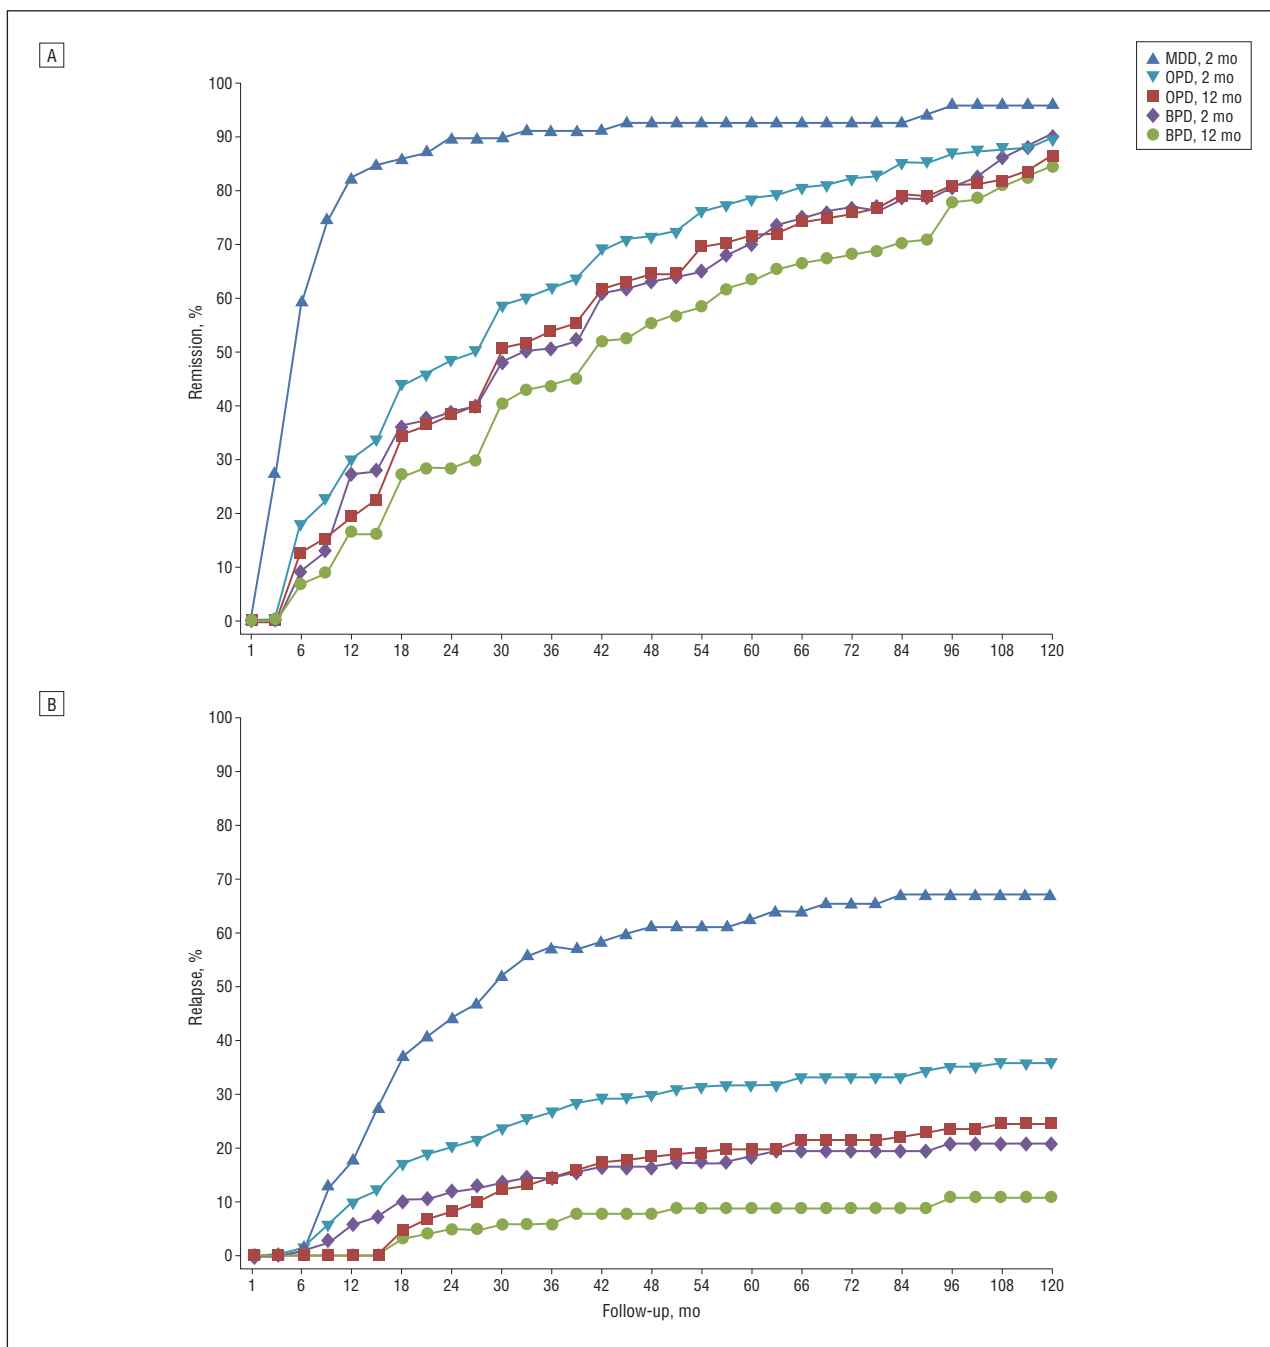 A
MDD, 2 mo
OPD, 2 mo
OPD, 12 mo
BPD, 2 mo
BPD, 12 mo
100
90
80
70
60
50
40
30
20
10
0
Remission, %
1 6 12 18 24 30 36 42 48 54 60 66 72 84 96 108 120
B
100
90
80
70
60
50
40
30
20
10
0
Relapse, %
1 6 12 18 24 30 36 42 48 54 60 66 72 84 96 108 120
Follow-up, mo